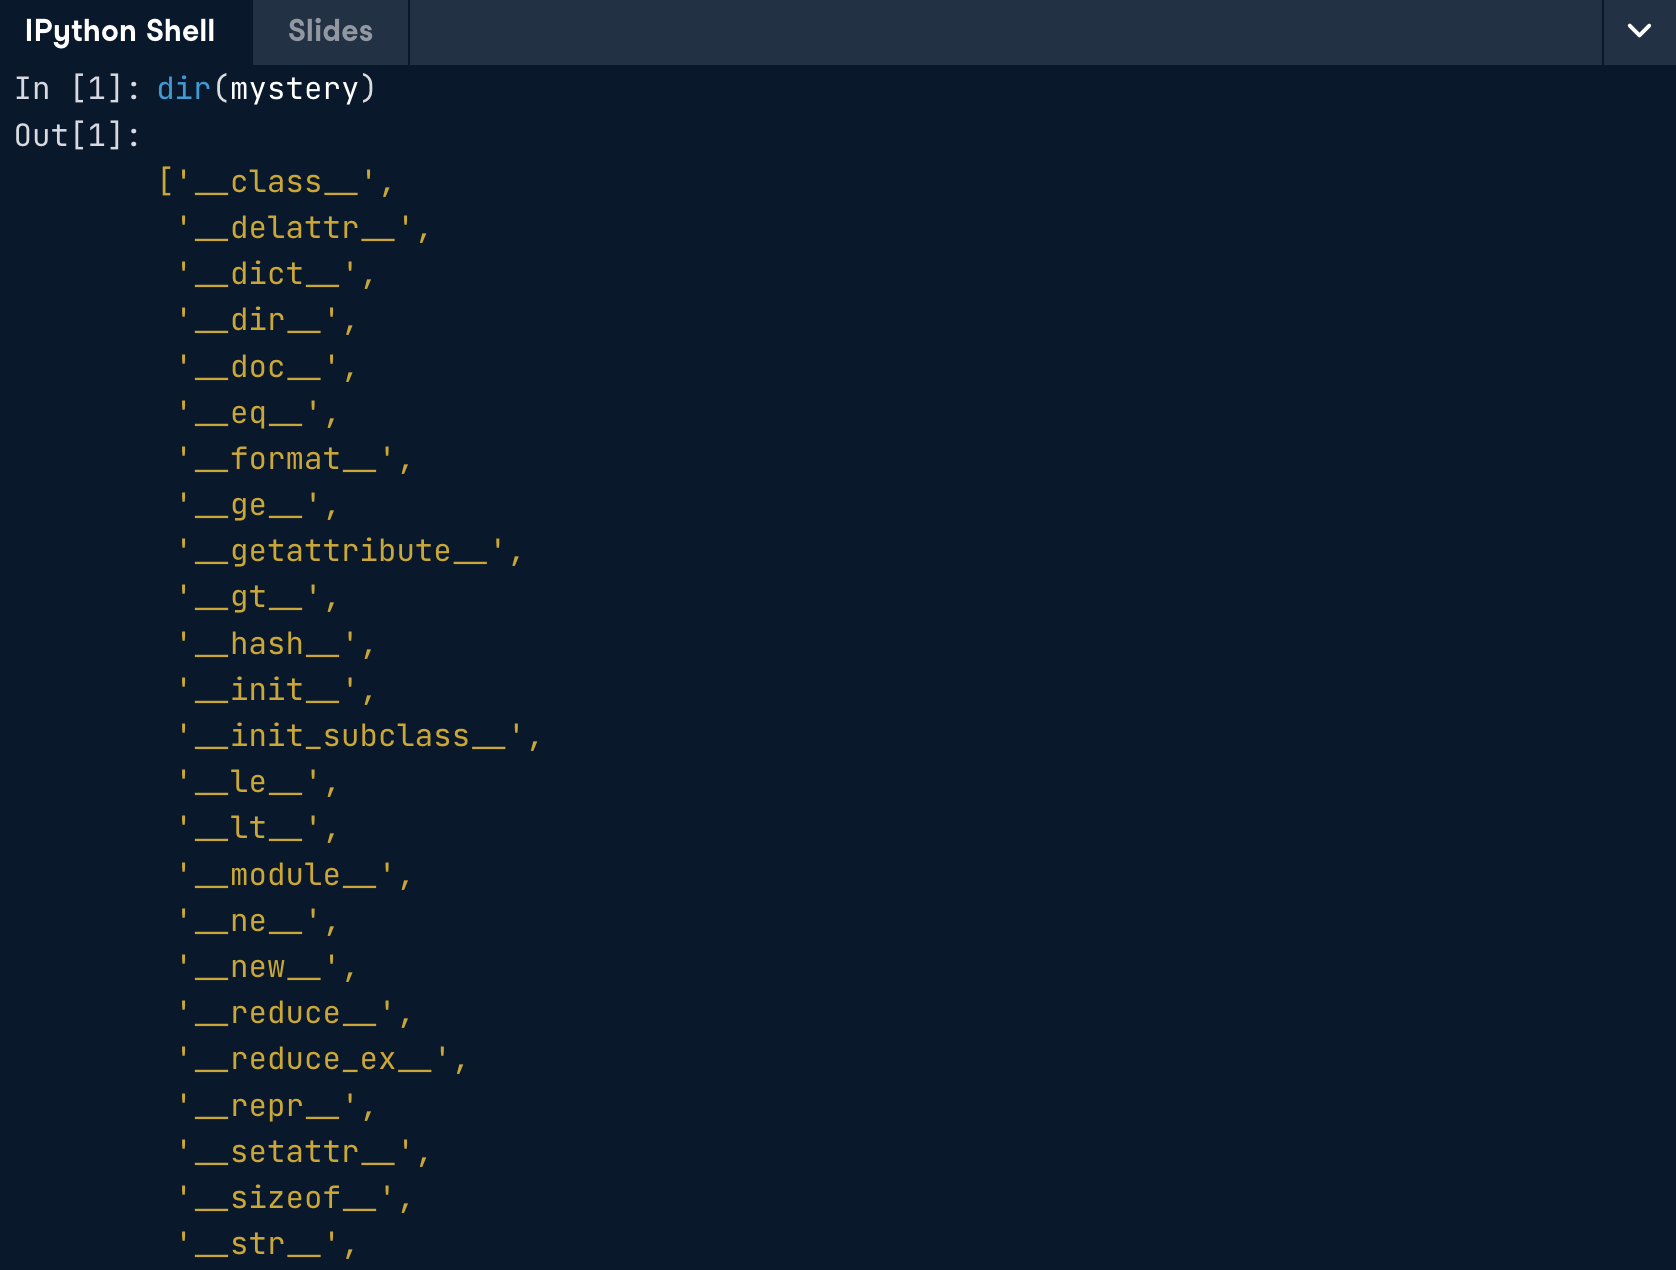 IPython Shell
Slides
In [1]: dir(mystery)
Out[1]:
['__class__',
'__delattr__',
'__dict__',
'__dir__',
'__doc__',
'__eq__',
'__format__',
'__ge__',
'__getattribute__',
'__gt__',
'__hash__',
'__init__',
'__init_subclass__',
'__le__',
'__lt__',
'__module__',
'__ne__',
'__new__',
'__reduce__',
'__reduce_ex__',
'__repr__',
'__setattr__',
'__sizeof__',
'__str__',